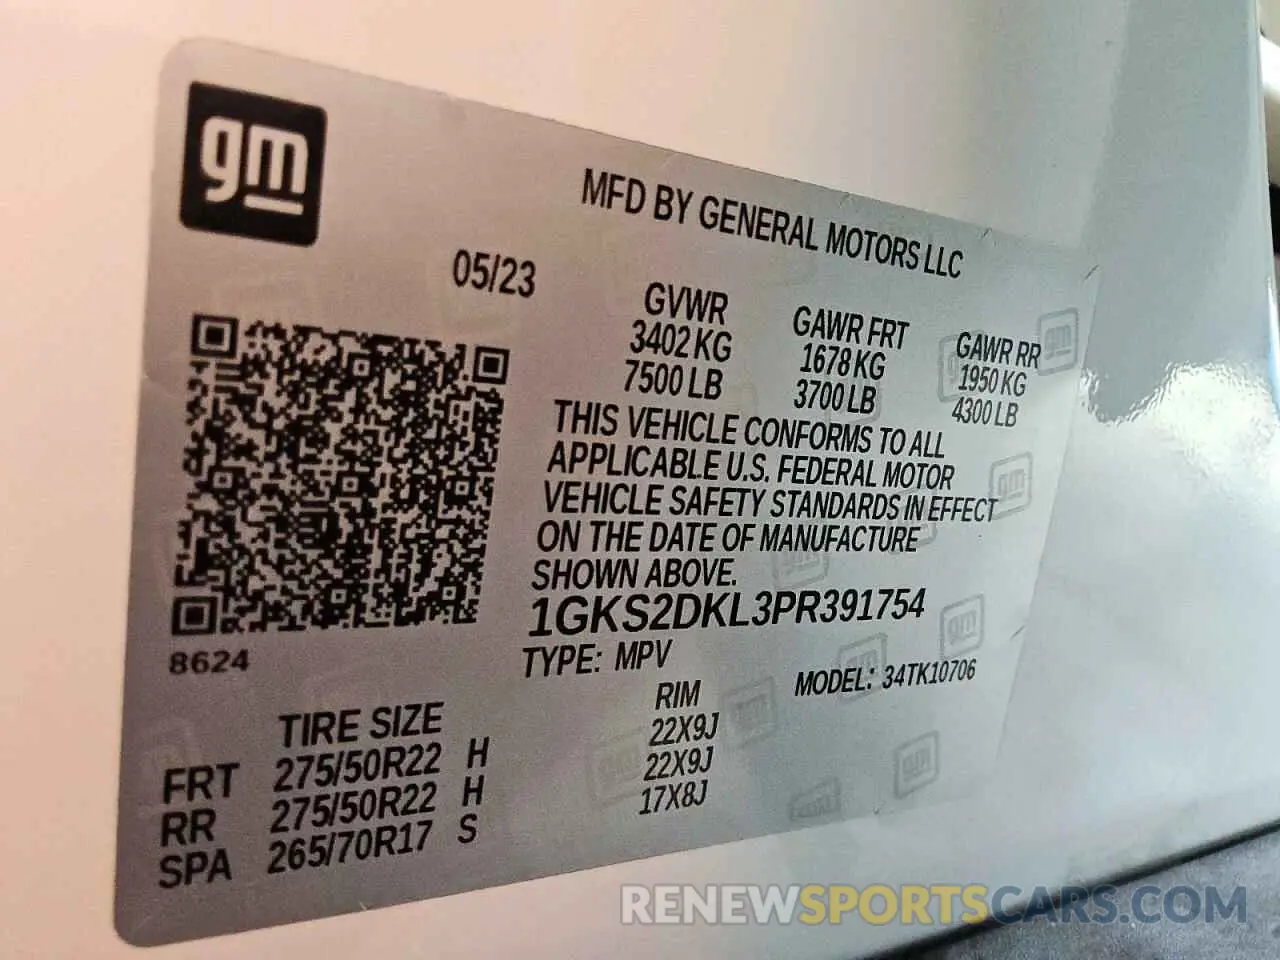 gm
MFD BY GENERAL MOTORS LLC
05/23
GVWR GAWR FRT GAWR RR
3402 KG 1678 KG 1950 KG
7500 LB 3700 LB 4300 LB
THIS VEHICLE CONFORMS TO ALL
APPLICABLE U.S. FEDERAL MOTOR
VEHICLE SAFETY STANDARDS IN EFFECT
ON THE DATE OF MANUFACTURE
SHOWN ABOVE.
1GKS2DKL3PR391754
TYPE: MPV MODEL: 34TK10706
8624
TIRE SIZE RIM
FRT 275/50R22 H 22X9J
RR 275/50R22 H 22X9J
SPA 265/70R17 S 17X8J
RENEWSPORTSCARS.COM